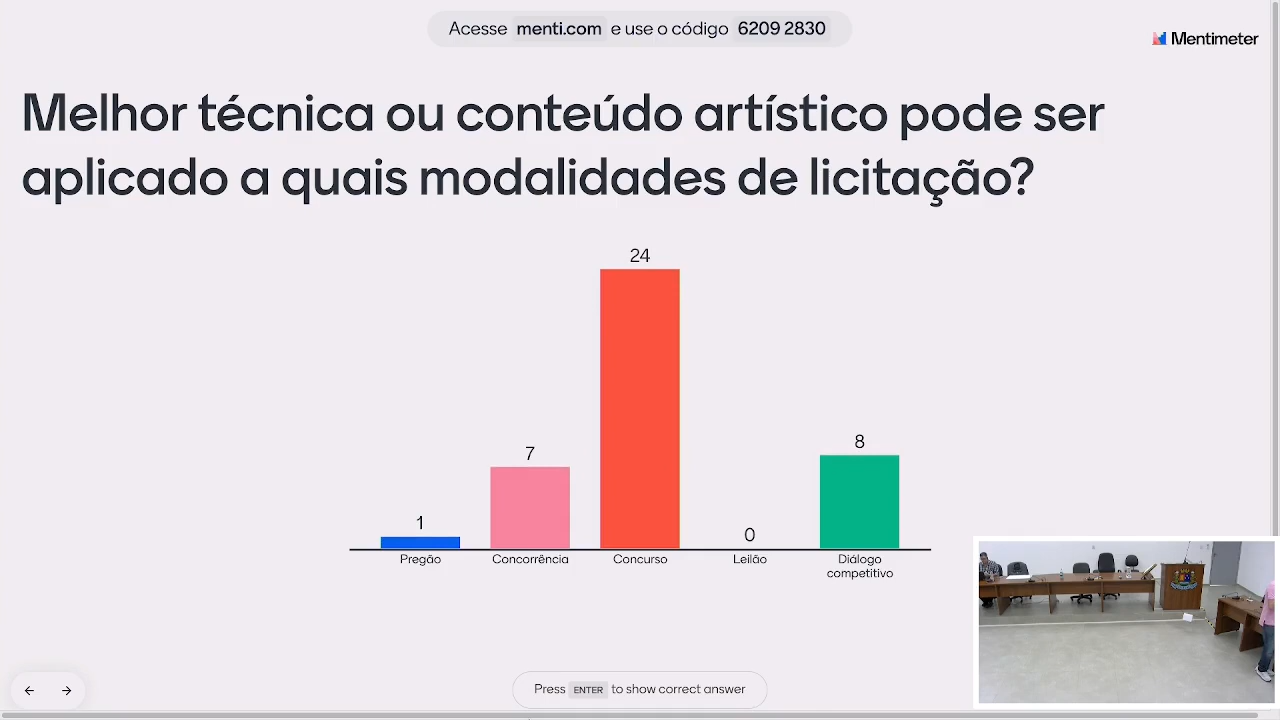 Acesse menti.com e use o código 6209 2830
Mentimeter
Melhor técnica ou conteúdo artístico pode ser
aplicado a quais modalidades de licitação?
24
8
7
1
0
Pregão
Concorrência
Concurso
Leilão
Diálogo
competitivo
Press ENTER to show correct answer